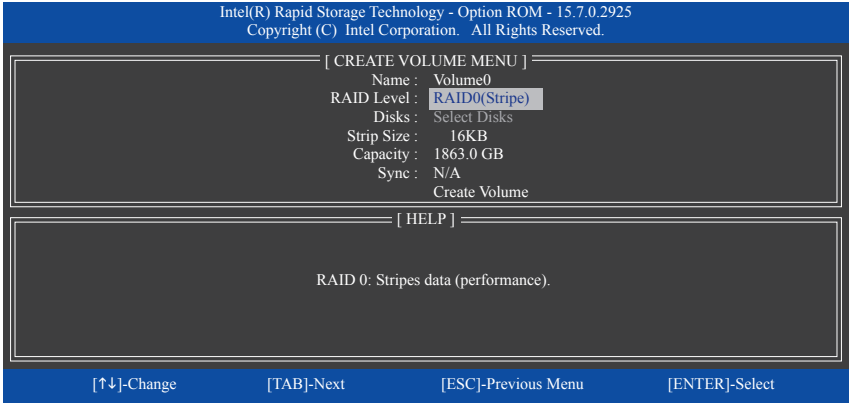 Intel(R) Rapid Storage Technology - Option ROM - 15.7.0.2925
Copyright (C) Intel Corporation. All Rights Reserved.
[ CREATE VOLUME MENU ]
Name : Volume0
RAID Level : RAID0(Stripe)
Disks : Select Disks
Strip Size : 16KB
Capacity : 1863.0 GB
Sync : N/A
Create Volume
[ HELP ]
RAID 0: Stripes data (performance).
[↑↓]-Change [TAB]-Next [ESC]-Previous Menu [ENTER]-Select